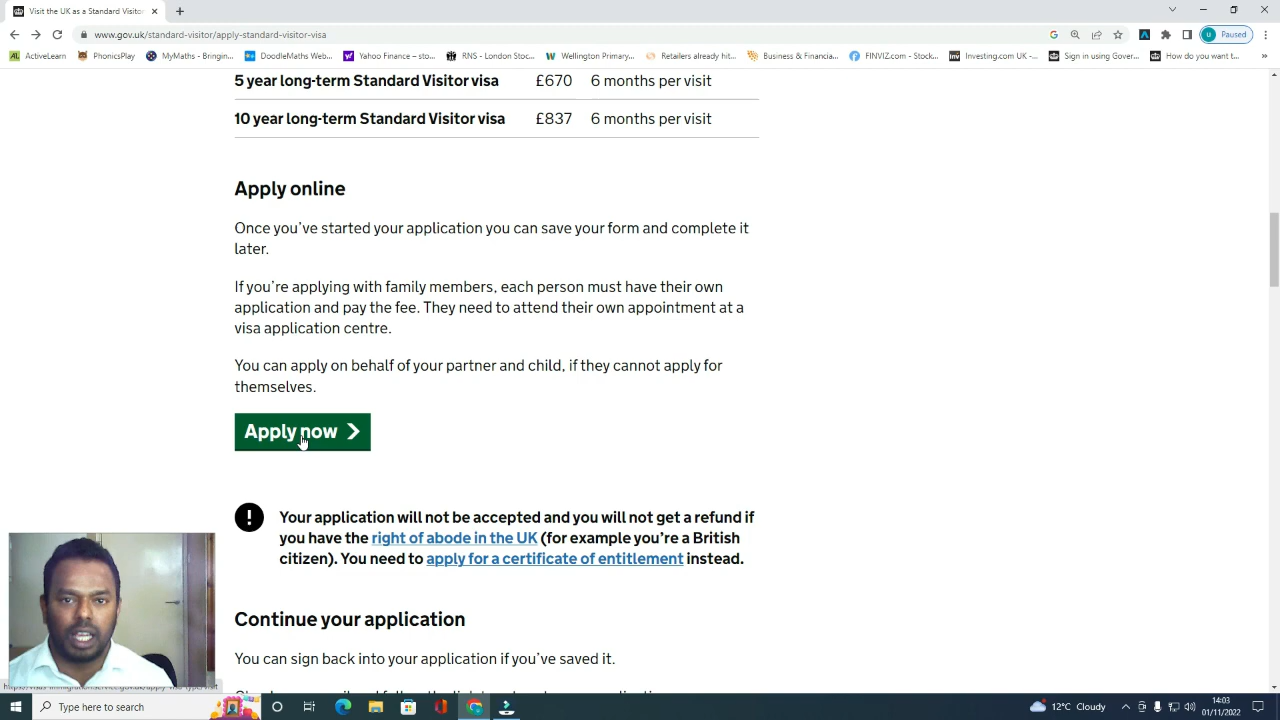 Visit the UK as a Standard Visitor
www.gov.uk/standard-visitor/apply-standard-visitor-visa
Paused
ActiveLearn
PhonicsPlay
MyMaths - Bringin...
DoodleMaths Web...
Yahoo Finance – sto...
RNS - London Stoc...
Wellington Primary...
Retailers already hit...
Business & Financia...
FINVIZ.com - Stock...
Investing.com UK -...
Sign in using Gover...
How do you want t...
5 year long-term Standard Visitor visa £670 6 months per visit
10 year long-term Standard Visitor visa £837 6 months per visit
Apply online
Once you've started your application you can save your form and complete it
later.
If you're applying with family members, each person must have their own
application and pay the fee. They need to attend their own appointment at a
visa application centre.
You can apply on behalf of your partner and child, if they cannot apply for
themselves.
Apply now
Your application will not be accepted and you will not get a refund if
you have the right of abode in the UK (for example you're a British
citizen). You need to apply for a certificate of entitlement instead.
Continue your application
You can sign back into your application if you've saved it.
Type here to search
12°C Cloudy
14:03
01/11/2022